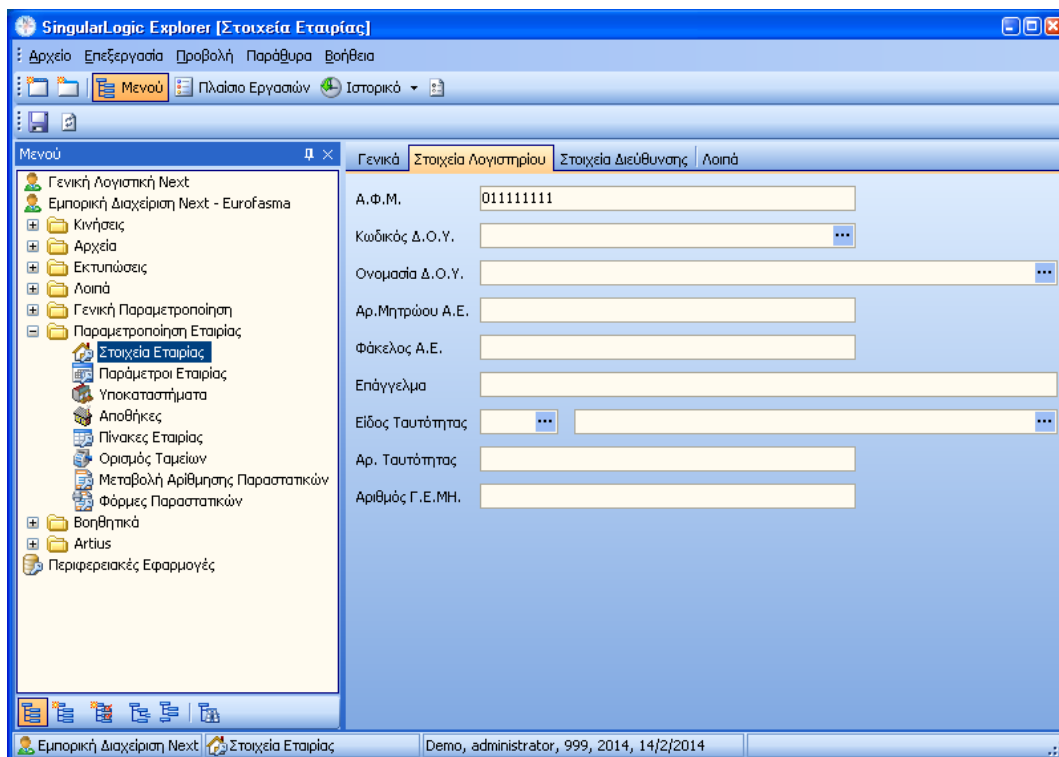 SingularLogic Explorer [Στοιχεία Εταιρίας]
Αρχείο Επεξεργασία Προβολή Παράθυρα Βοήθεια
Μενού Πλαίσιο Εργασιών Ιστορικό
Μενού
Γενική Λογιστική Next
Εμπορική Διαχείριση Next - Eurofasma
Κινήσεις
Αρχεία
Εκτυπώσεις
Λοιπά
Γενική Παραμετροποίηση
Παραμετροποίηση Εταιρίας
Στοιχεία Εταιρίας
Παράμετροι Εταιρίας
Υποκαταστήματα
Αποθήκες
Πίνακες Εταιρίας
Ορισμός Ταμείων
Μεταβολή Αρίθμησης Παραστατικών
Φόρμες Παραστατικών
Βοηθητικά
Artius
Περιφερειακές Εφαρμογές
Γενικά Στοιχεία Λογιστηρίου Στοιχεία Διεύθυνσης Λοιπά
Α.Φ.Μ. 011111111
Κωδικός Δ.Ο.Υ. ...
Ονομασία Δ.Ο.Υ. ...
Αρ.Μητρώου Α.Ε.
Φάκελος Α.Ε.
Επάγγελμα
Είδος Ταυτότητας ... ...
Αρ. Ταυτότητας
Αριθμός Γ.Ε.ΜΗ.
Εμπορική Διαχείριση Next Στοιχεία Εταιρίας Demo, administrator, 999, 2014, 14/2/2014